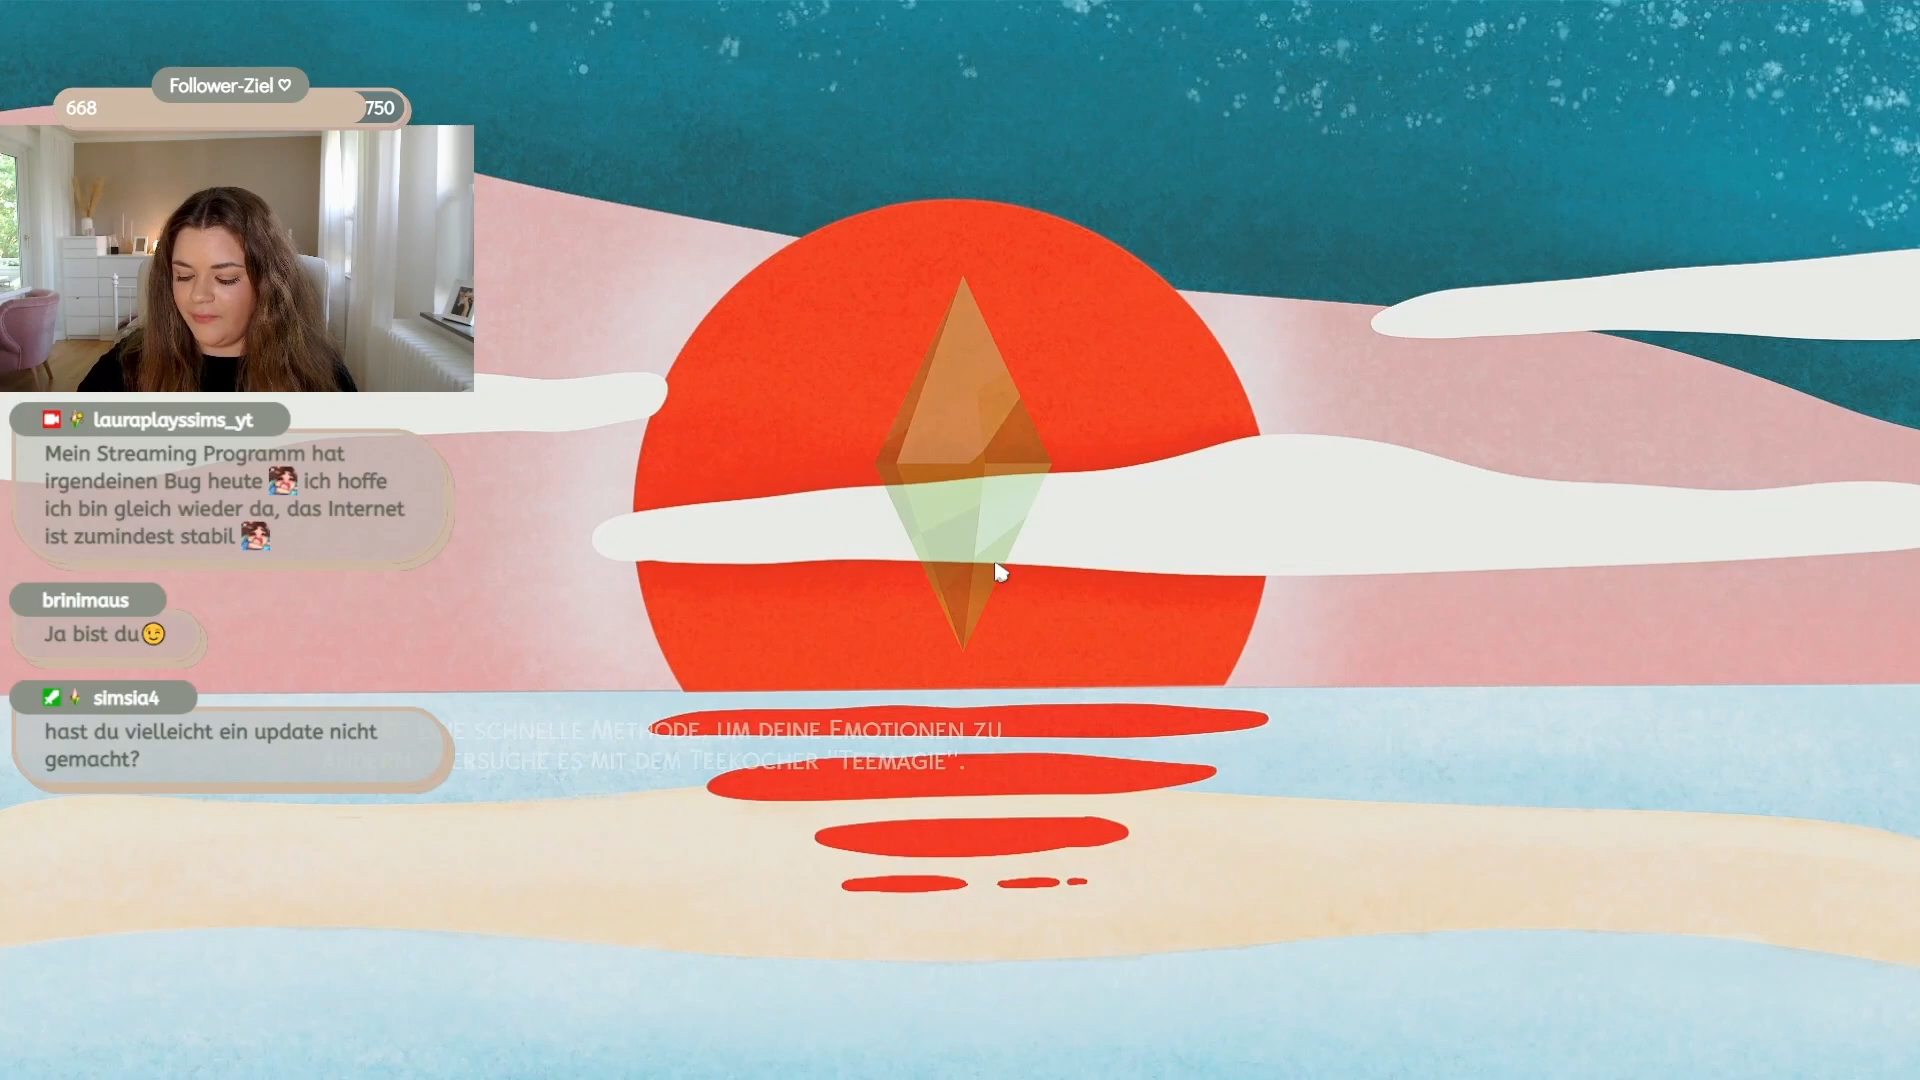 Follower-Ziel ♡
668
750
lauraplayssims_yt
Mein Streaming Programm hat
irgendeinen Bug heute ich hoffe
ich bin gleich wieder da, das Internet
ist zumindest stabil
brinimaus
Ja bist du😉
simsia4
hast du vielleicht ein update nicht
gemacht?
SCHNELLE METHODE, UM DEINE EMOTIONEN ZU
ÄNDERN ERSUCHE ES MIT DEM TEEKOCHER "TEEMAGIE".